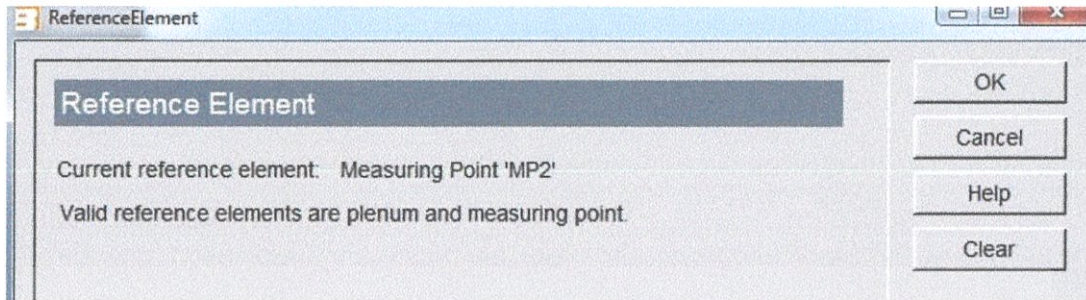 ReferenceElement
Reference Element
Current reference element: Measuring Point 'MP2'
Valid reference elements are plenum and measuring point.
OK
Cancel
Help
Clear